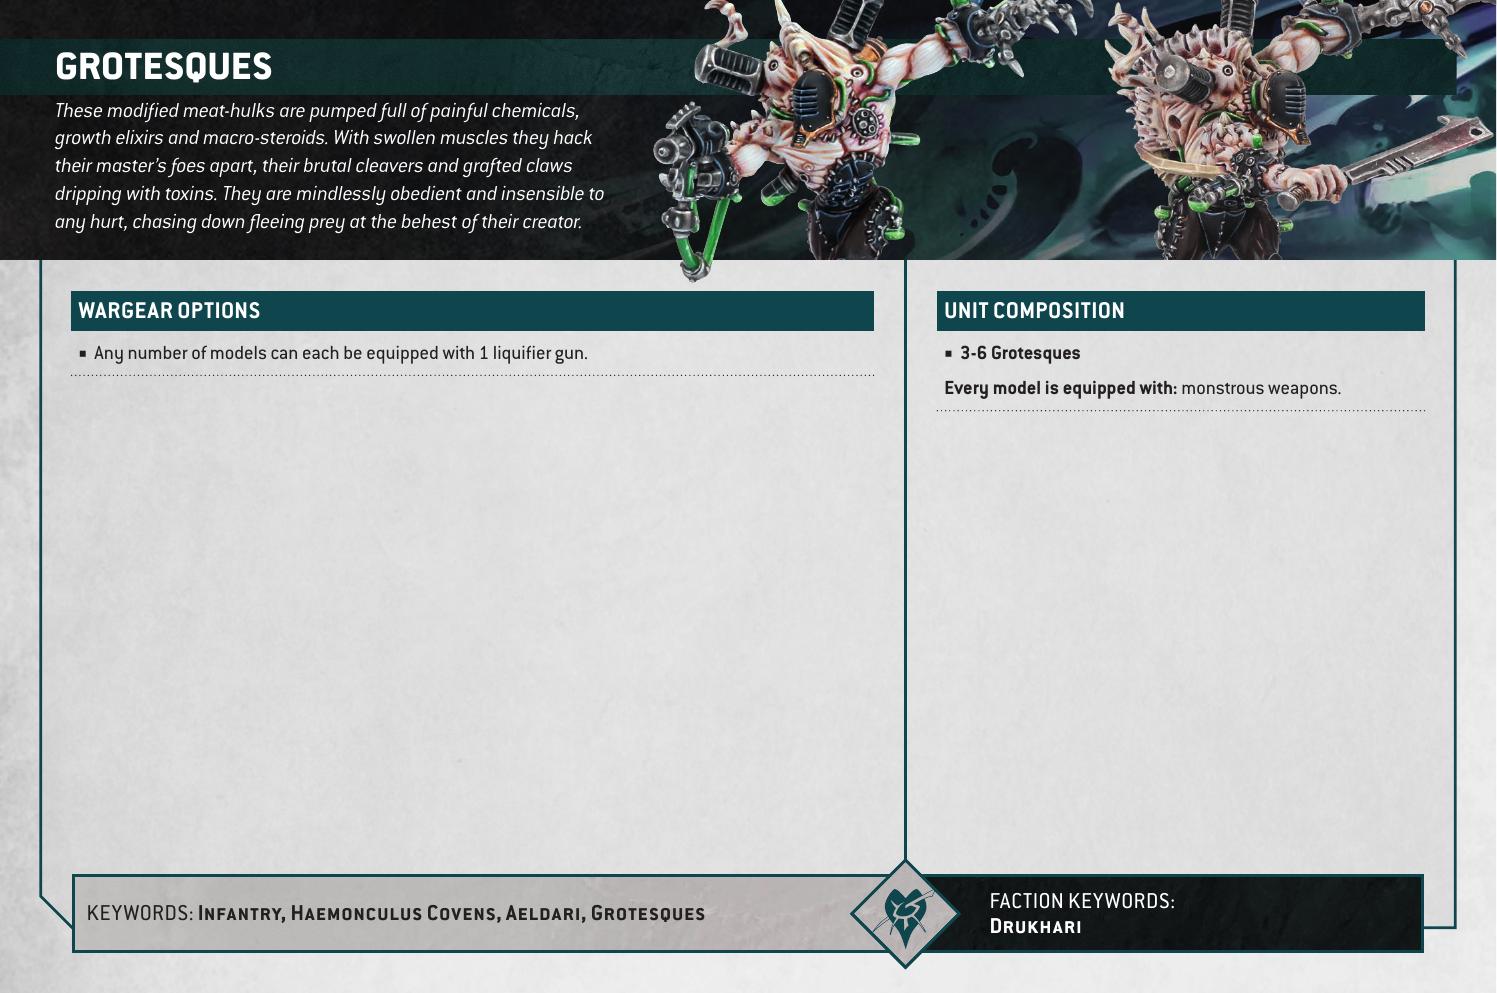 GROTESQUES
These modified meat-hulks are pumped full of painful chemicals,
growth elixirs and macro-steroids. With swollen muscles they hack
their master's foes apart, their brutal cleavers and grafted claws
dripping with toxins. They are mindlessly obedient and insensible to
any hurt, chasing down fleeing prey at the behest of their creator.
WARGEAR OPTIONS
▪ Any number of models can each be equipped with 1 liquifier gun.
UNIT COMPOSITION
▪ 3-6 Grotesques
Every model is equipped with: monstrous weapons.
KEYWORDS: Infantry, Haemonculus Covens, Aeldari, Grotesques
FACTION KEYWORDS:
Drukhari